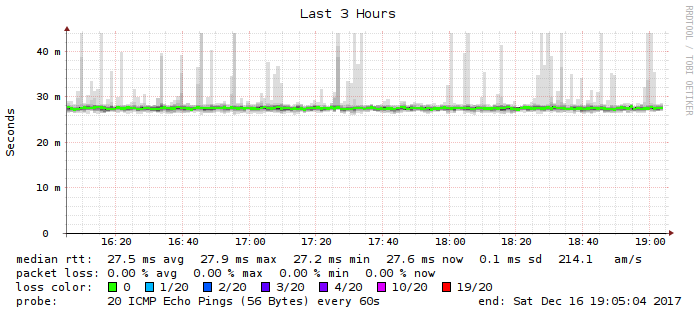 Last 3 Hours
RRDTOOL / TOBI OETIKER
Seconds
40 m
30 m
20 m
10 m
0
16:20 16:40 17:00 17:20 17:40 18:00 18:20 18:40 19:00
median rtt: 27.5 ms avg 27.9 ms max 27.2 ms min 27.6 ms now 0.1 ms sd 214.1 am/s
packet loss: 0.00 % avg 0.00 % max 0.00 % min 0.00 % now
loss color: 0 1/20 2/20 3/20 4/20 10/20 19/20
probe: 20 ICMP Echo Pings (56 Bytes) every 60s end: Sat Dec 16 19:05:04 2017